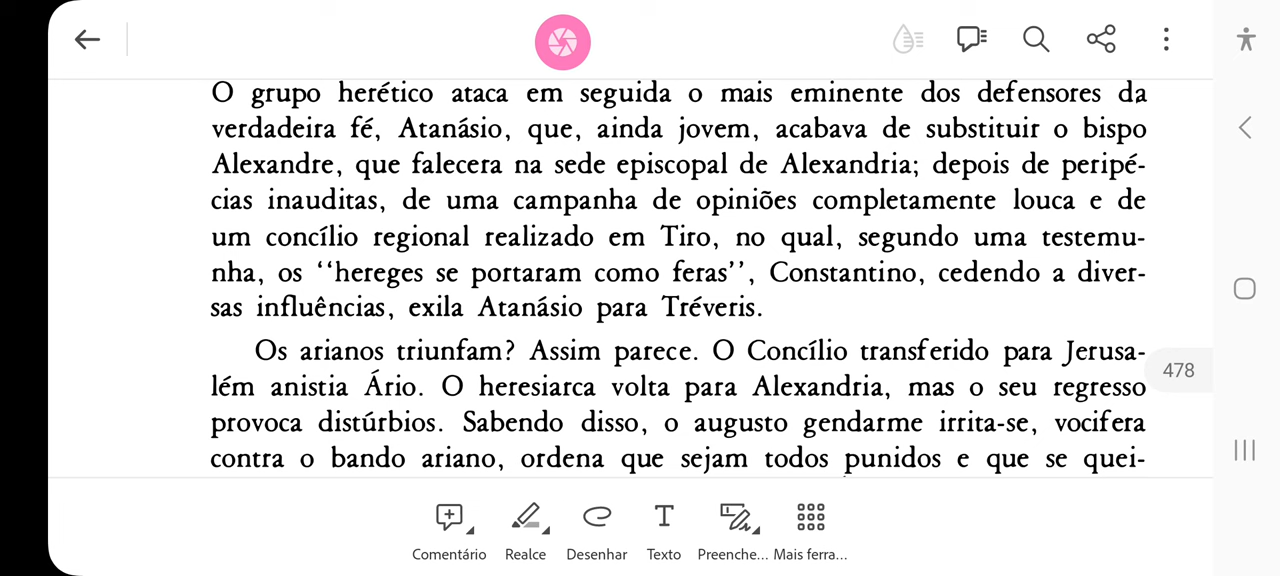 O grupo herético ataca em seguida o mais eminente dos defensores da
verdadeira fé, Atanásio, que, ainda jovem, acabava de substituir o bispo
Alexandre, que falecera na sede episcopal de Alexandria; depois de peripé-
cias inauditas, de uma campanha de opiniões completamente louca e de
um concílio regional realizado em Tiro, no qual, segundo uma testemu-
nha, os ‘‘hereges se portaram como feras’’, Constantino, cedendo a diver-
sas influências, exila Atanásio para Tréveris.
Os arianos triunfam? Assim parece. O Concílio transferido para Jerusa-
lém anistia Ário. O heresiarca volta para Alexandria, mas o seu regresso
provoca distúrbios. Sabendo disso, o augusto gendarme irrita-se, vocifera
contra o bando ariano, ordena que sejam todos punidos e que se quei-
478
Comentário
Realce
Desenhar
Texto
Preenche...
Mais ferra...